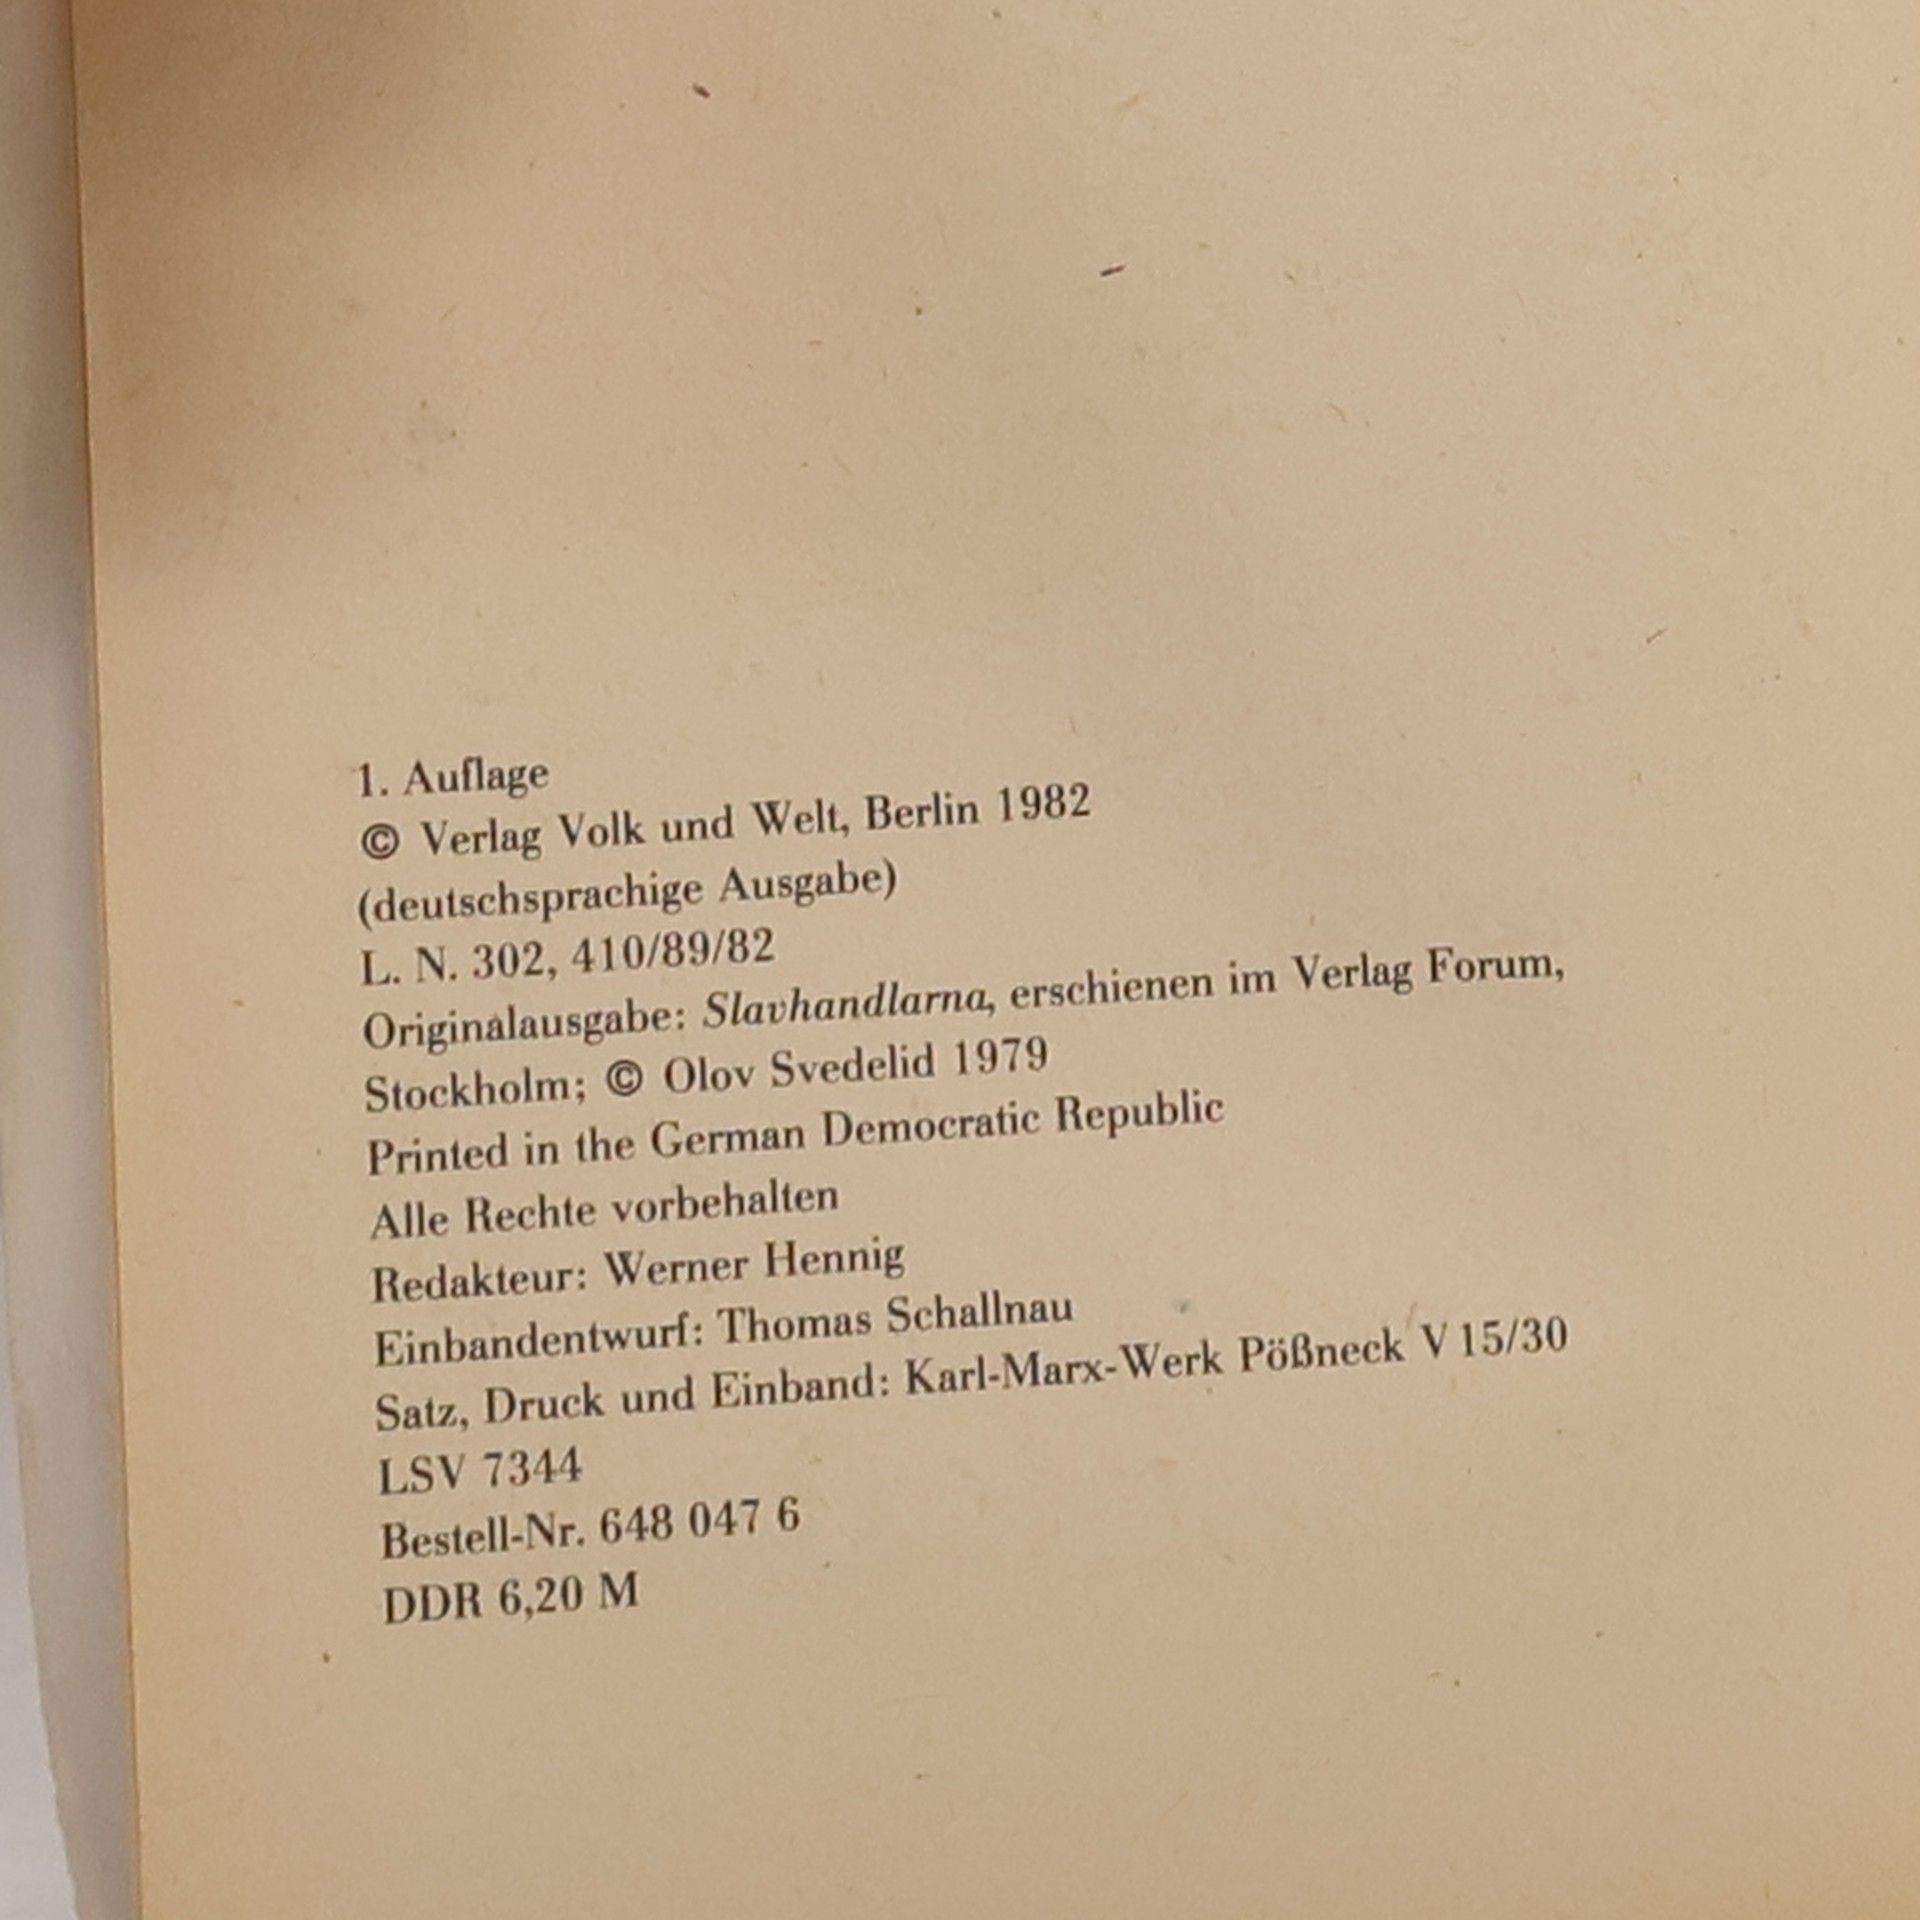 1. Auflage
© Verlag Volk und Welt, Berlin 1982
(deutschsprachige Ausgabe)
L. N. 302, 410/89/82
Originalausgabe: Slavhandlarna, erschienen im Verlag Forum,
Stockholm; © Olov Svedelid 1979
Printed in the German Democratic Republic
Alle Rechte vorbehalten
Redakteur: Werner Hennig
Einbandentwurf: Thomas Schallnau
Satz, Druck und Einband: Karl-Marx-Werk Pößneck V 15/30
LSV 7344
Bestell-Nr. 648 047 6
DDR 6,20 M